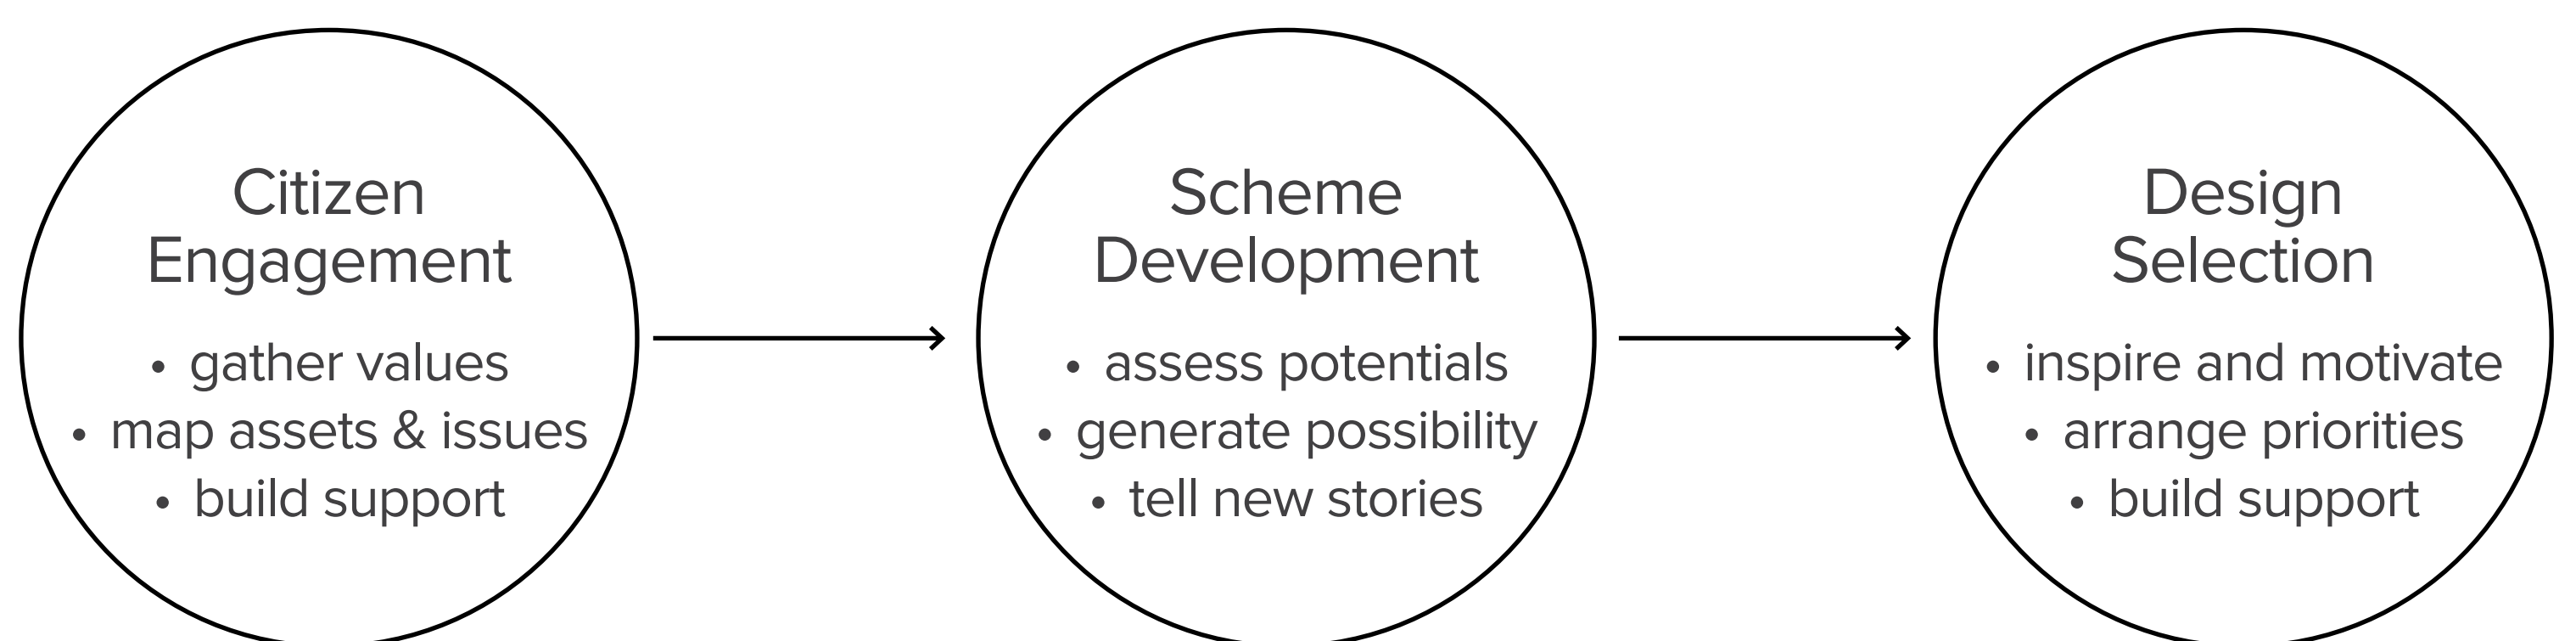 Citizen
Engagement
• gather values
• map assets & issues
• build support
Scheme
Development
• assess potentials
• generate possibility
• tell new stories
Design
Selection
• inspire and motivate
• arrange priorities
• build support